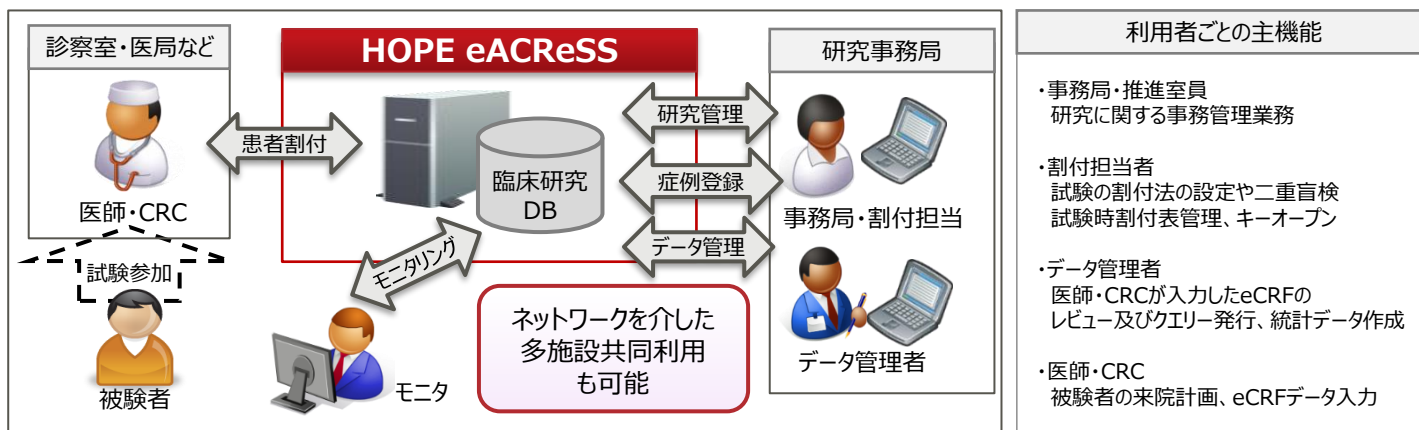 診察室・医局など
医師・CRC
試験参加
被験者
患者割付
HOPE eACReSS
臨床研究
DB
モニタリング
モニタ
研究管理
症例登録
データ管理
ネットワークを介した
多施設共同利用
も可能
研究事務局
事務局・割付担当
データ管理者
利用者ごとの主機能
・事務局・推進室員
研究に関する事務管理業務
・割付担当者
試験の割付法の設定や二重盲検
試験時割付表管理、キーオープン
・データ管理者
医師・CRCが入力したeCRFの
レビュー及びクエリー発行、統計データ作成
・医師・CRC
被験者の来院計画、eCRFデータ入力